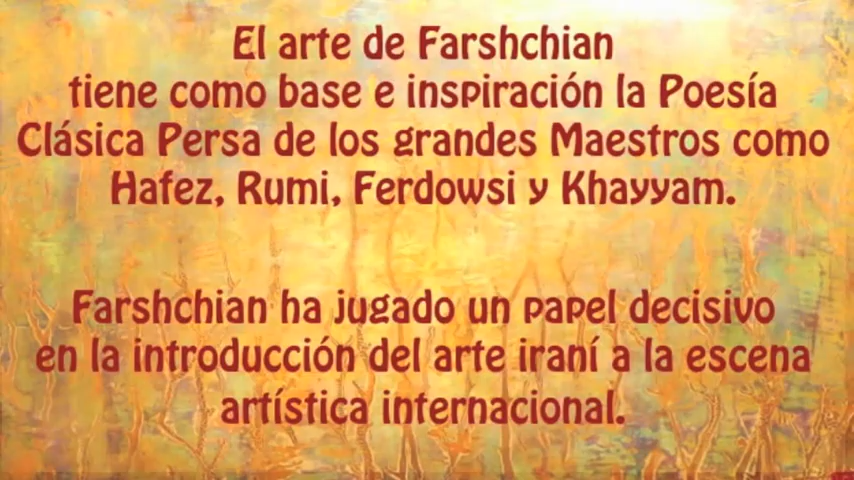 El arte de Farshchian
tiene como base e inspiración la Poesía
Clásica Persa de los grandes Maestros como
Hafez, Rumi, Ferdowsi y Khayyam.
Farshchian ha jugado un papel decisivo
en la introducción del arte iraní a la escena
artística internacional.